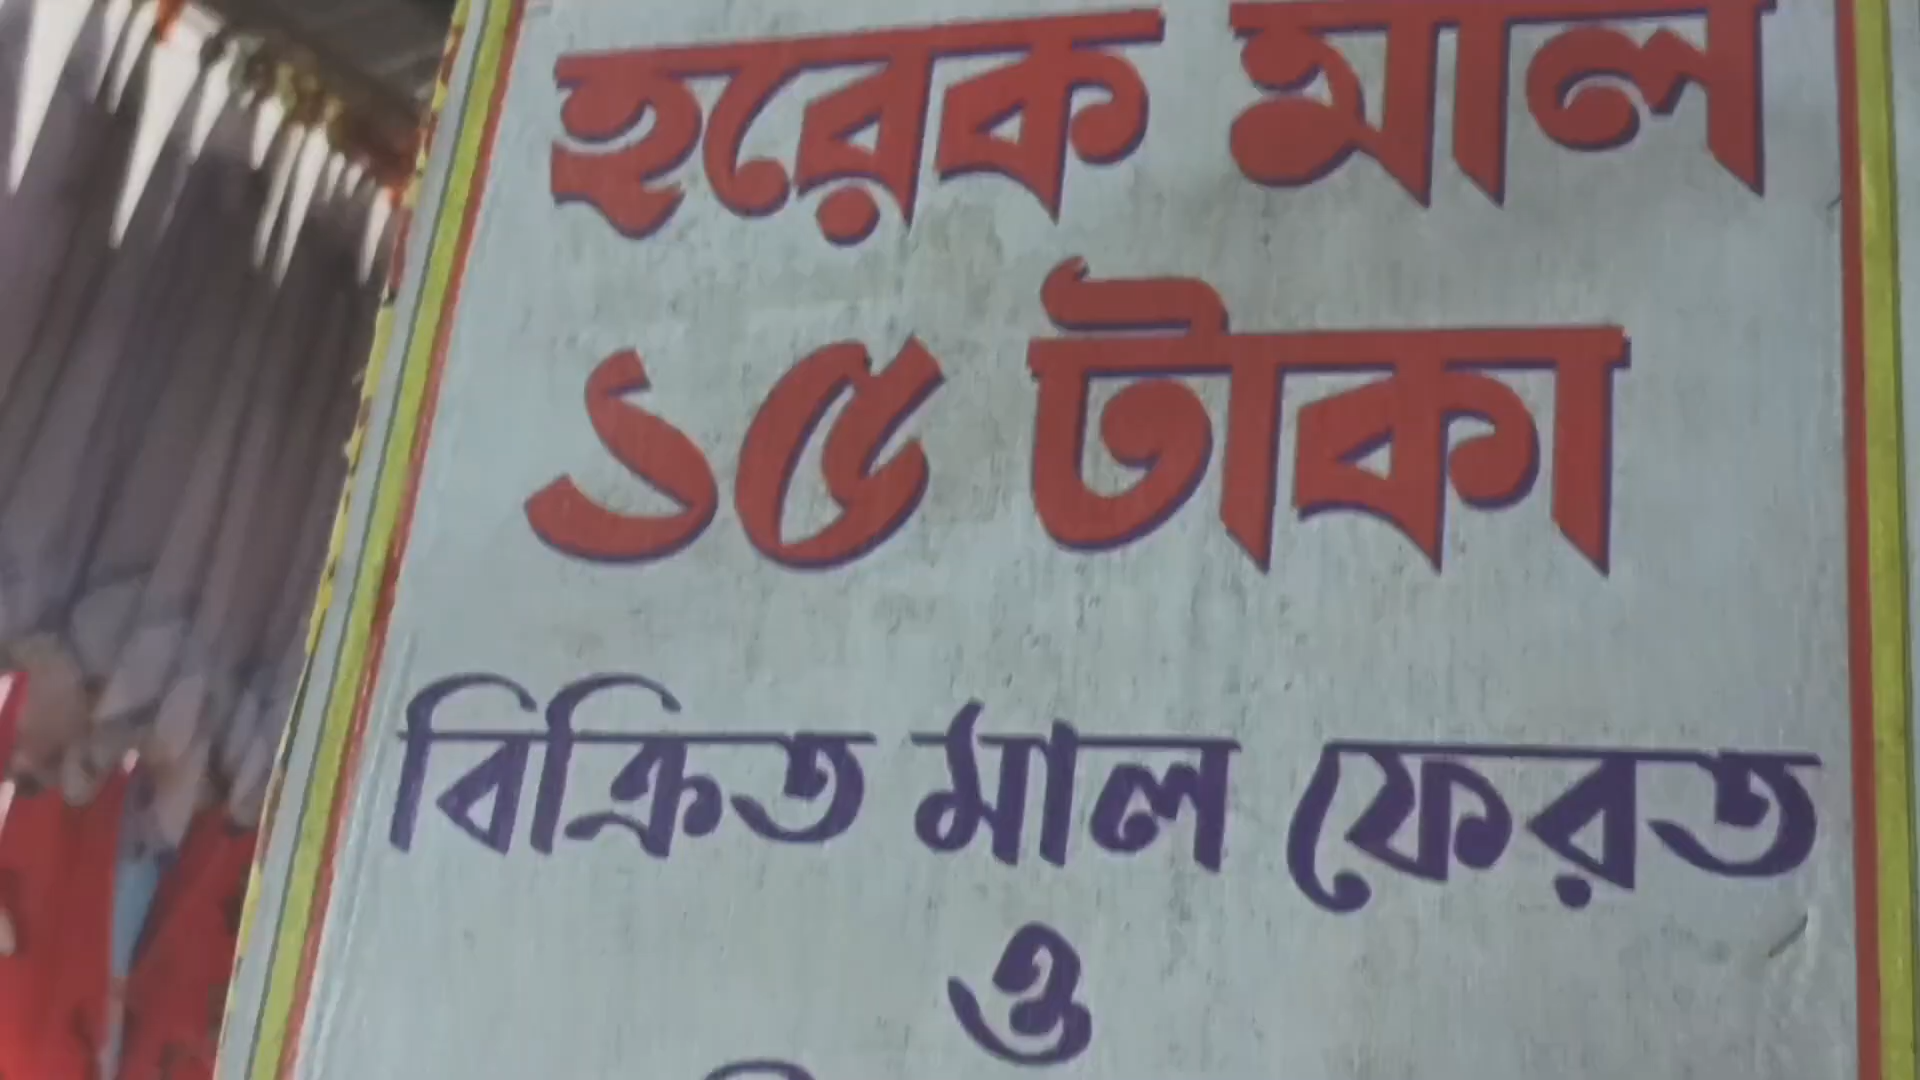 হরেক মাল
১৫ টাকা
বিক্রিত মাল ফেরত
ও